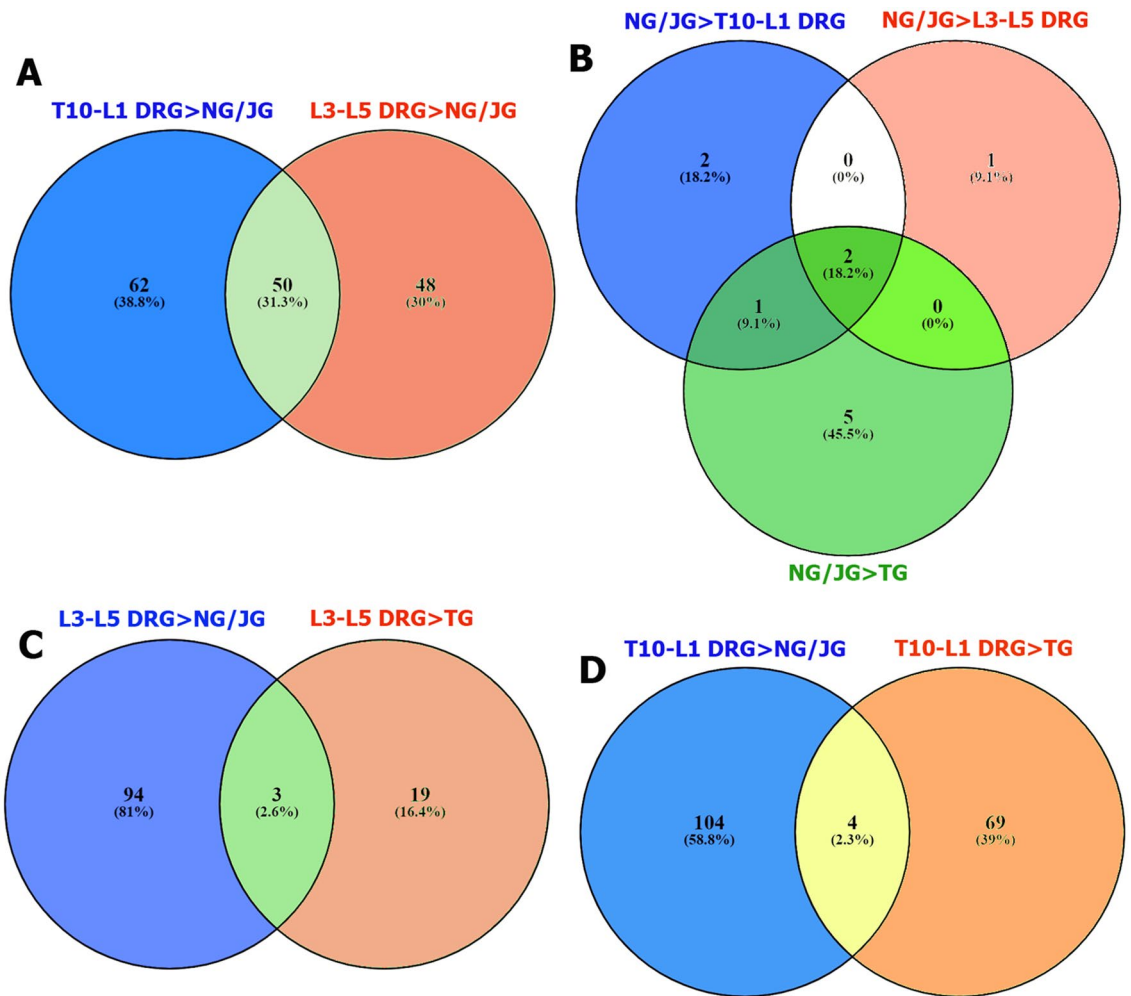 A
T10-L1 DRG>NG/JG
L3-L5 DRG>NG/JG
62
(38.8%)
50
(31.3%)
48
(30%)
B
NG/JG>T10-L1 DRG
NG/JG>L3-L5 DRG
2
(18.2%)
0
(0%)
1
(9.1%)
2
(18.2%)
1
(9.1%)
0
(0%)
5
(45.5%)
NG/JG>TG
C
L3-L5 DRG>NG/JG
L3-L5 DRG>TG
94
(81%)
3
(2.6%)
19
(16.4%)
D
T10-L1 DRG>NG/JG
T10-L1 DRG>TG
104
(58.8%)
4
(2.3%)
69
(39%)